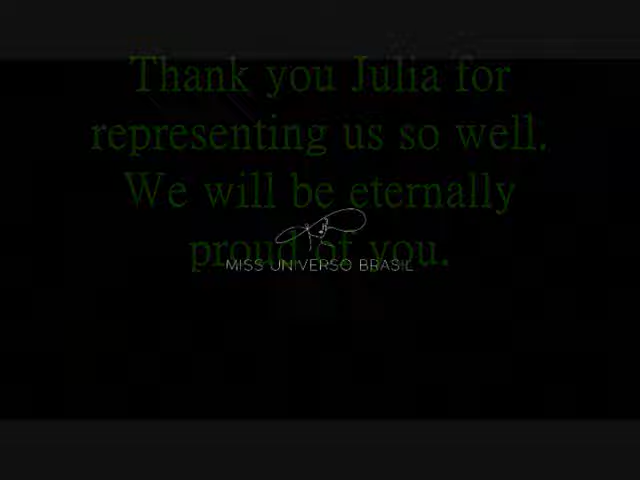 Thank you Julia for
representing us so well.
We will be eternally
proud of you.
MISS UNIVERSO BRASIL